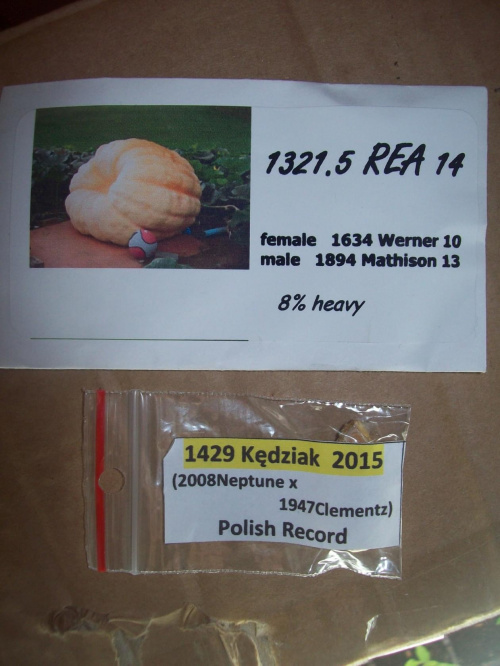 1321.5 REA 14
female 1634 Werner 10
male 1894 Mathison 13
8% heavy
1429 Kędziak 2015
(2008Neptune x
1947Clementz)
Polish Record